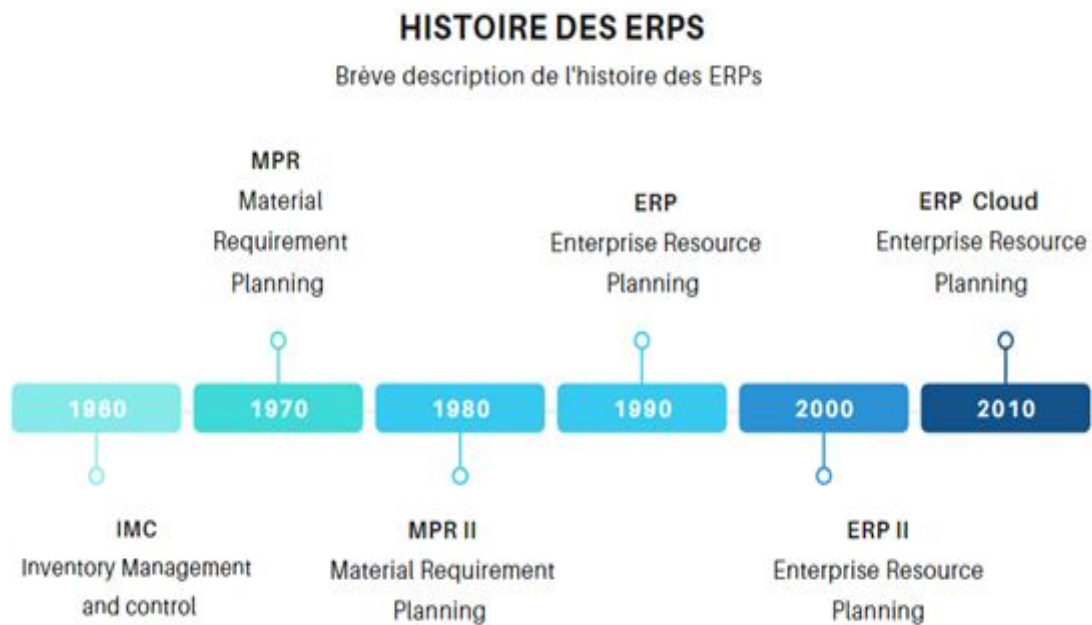 HISTOIRE DES ERPS
Brève description de l'histoire des ERPs
MPR
Material
Requirement
Planning
ERP
Enterprise Resource
Planning
ERP Cloud
Enterprise Resource
Planning
1960
1970
1980
1990
2000
2010
IMC
Inventory Management
and control
MPR II
Material Requirement
Planning
ERP II
Enterprise Resource
Planning